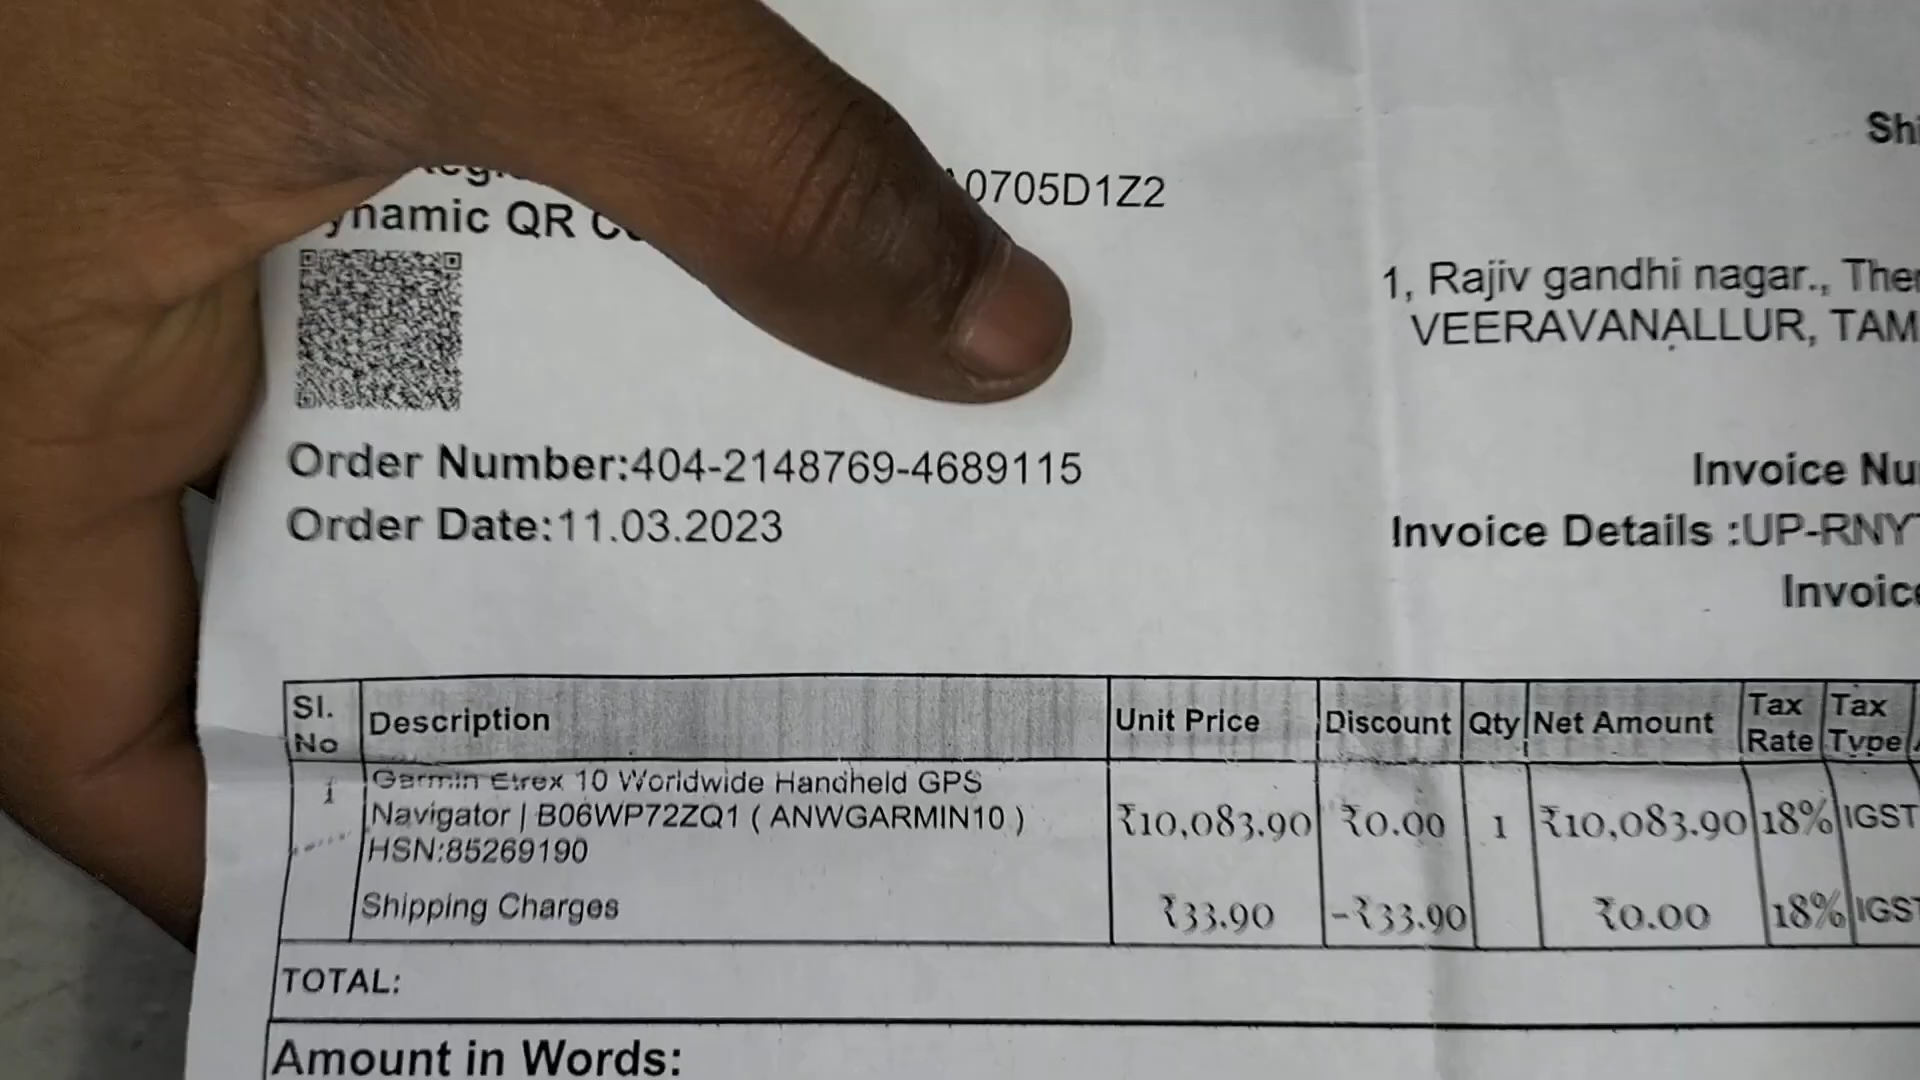 Shi
0705D1Z2
namic QR C
1, Rajiv gandhi nagar., Ther
VEERAVANALLUR, TAM
Order Number:404-2148769-4689115
Order Date:11.03.2023
Invoice Nu
Invoice Details :UP-RNY
Invoice
Sl. No Description Unit Price Discount Qty Net Amount Tax Rate Tax Type
1 Garmin Etrex 10 Worldwide Handheld GPS
Navigator | B06WP72ZQ1 ( ANWGARMIN10 ) ₹10,083.90 ₹0.00 1 ₹10,083.90 18% IGST
HSN:85269190
Shipping Charges ₹33.90 -₹33.90 ₹0.00 18% IGST
TOTAL:
Amount in Words: